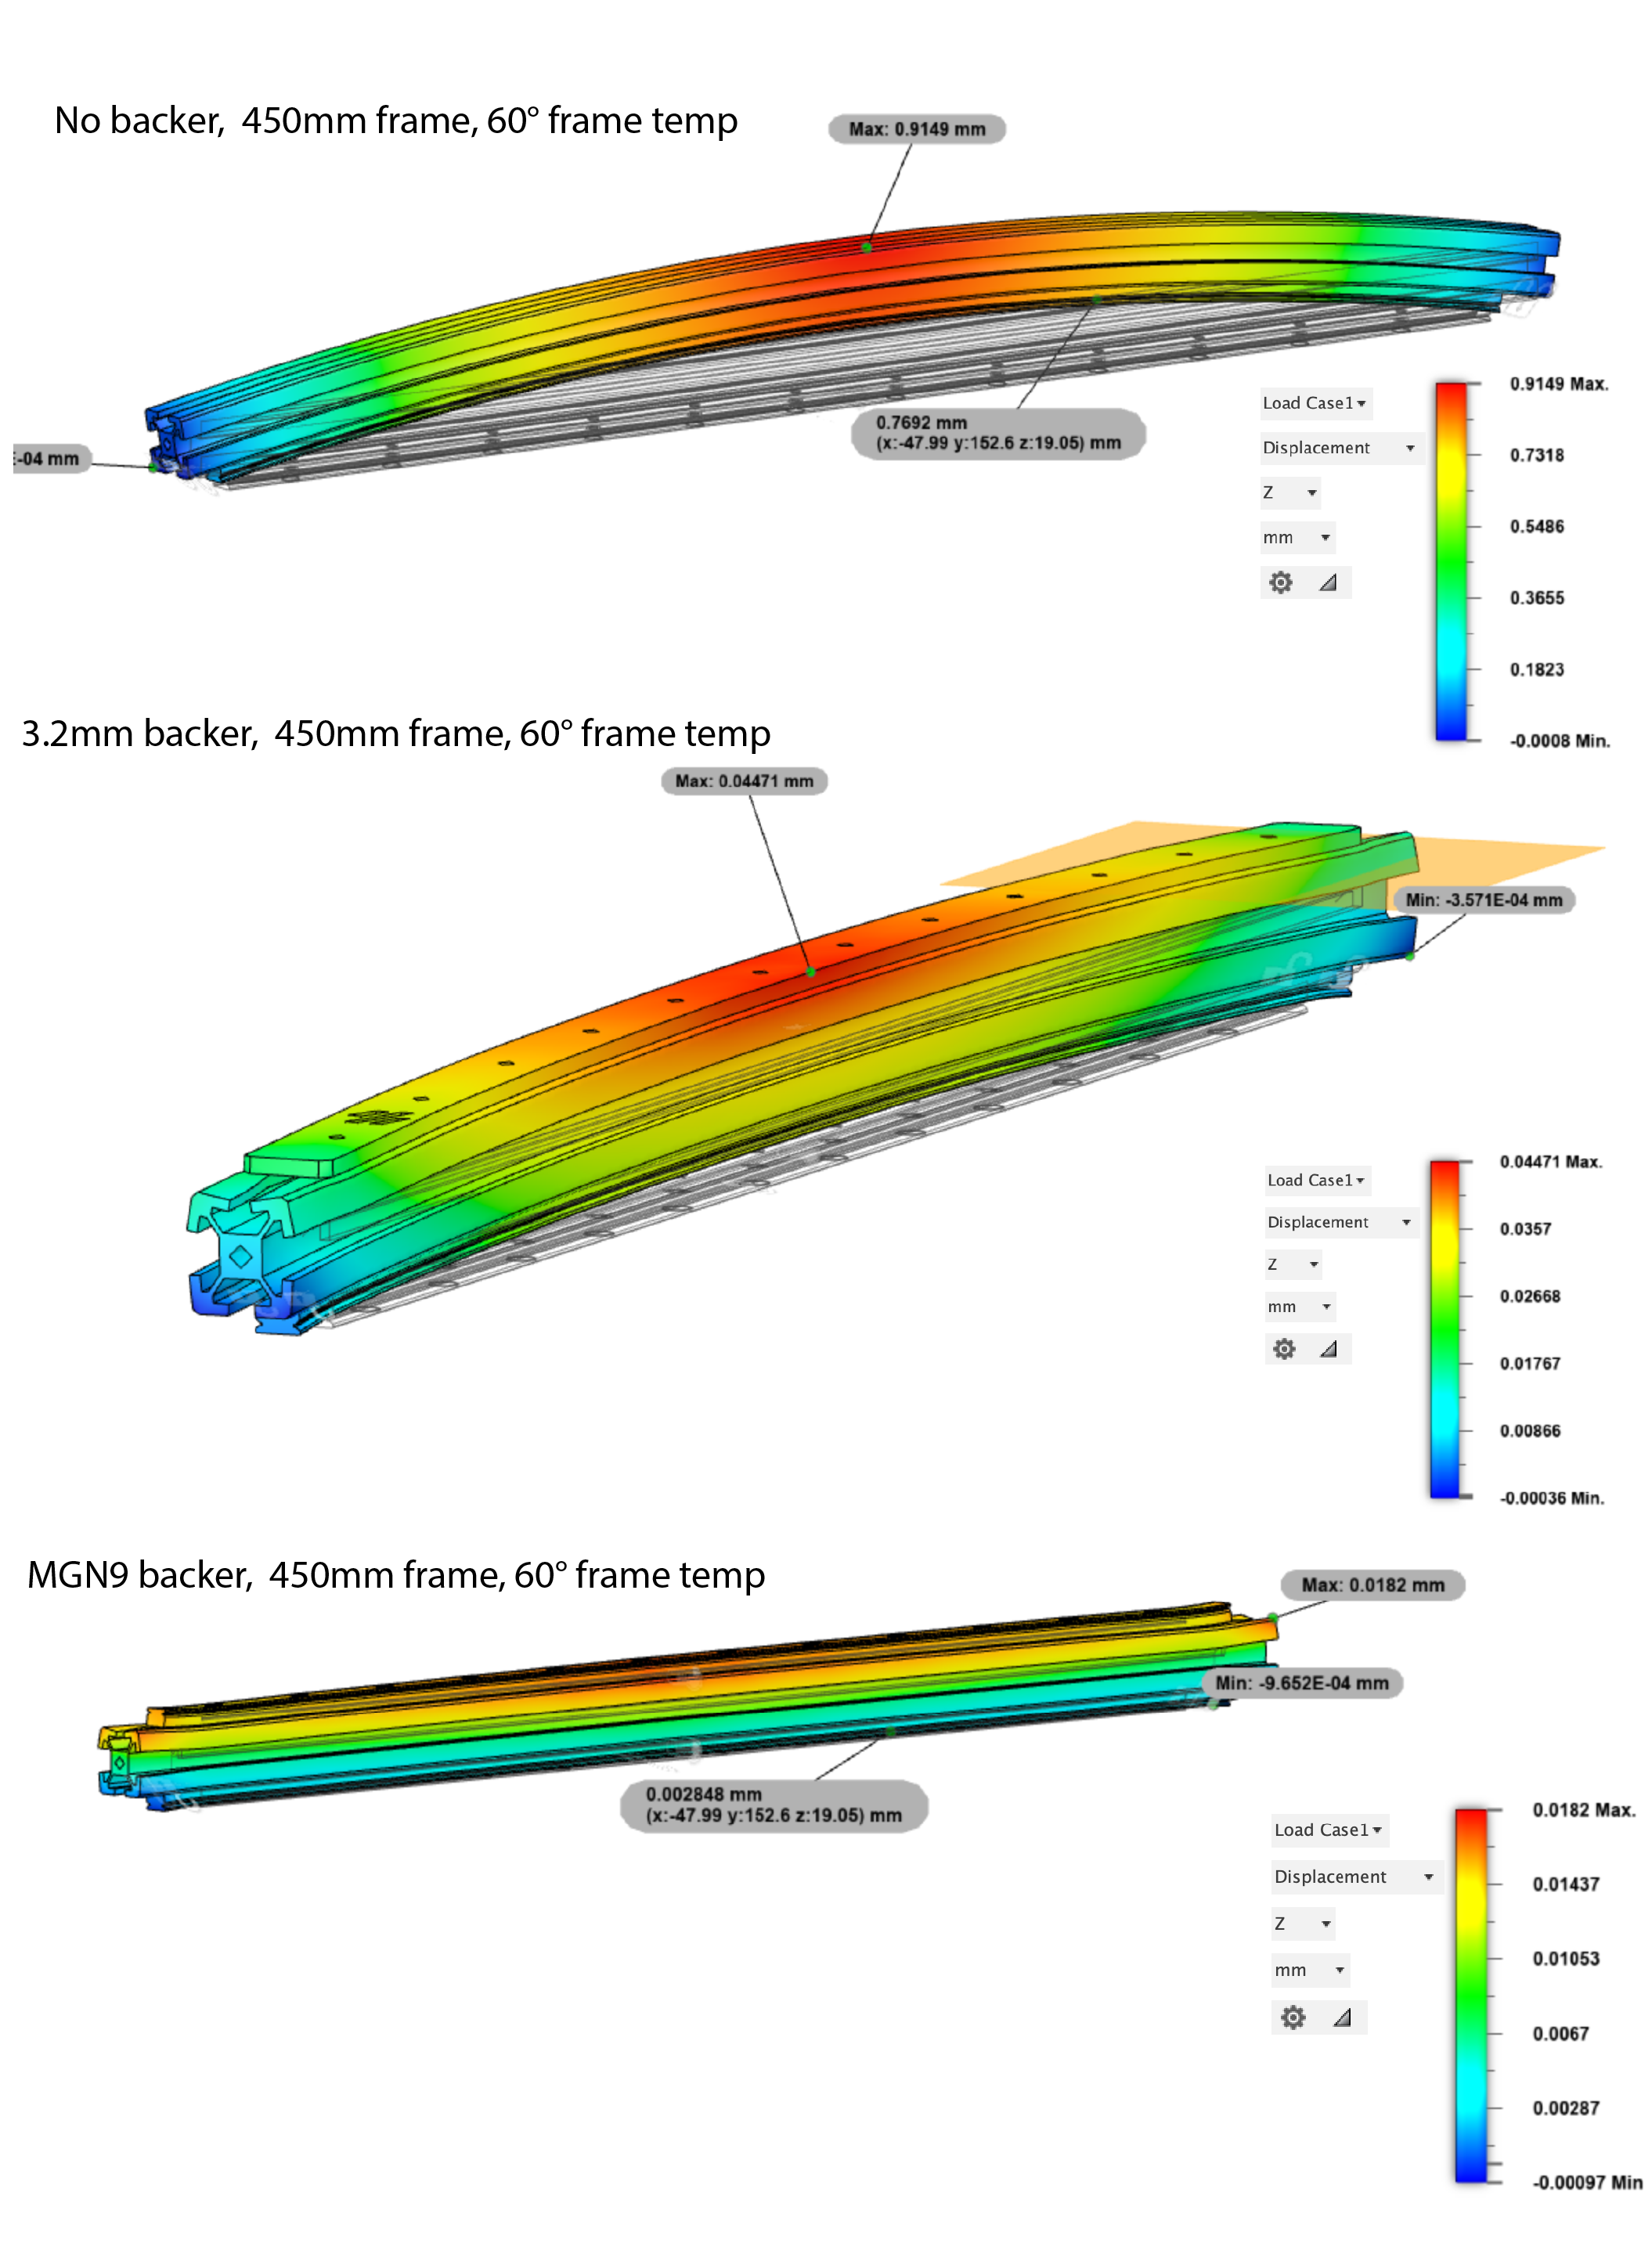 No backer, 450mm frame, 60° frame temp
Max: 0.9149 mm
:-04 mm
0.7692 mm
(x:-47.99 y:152.6 z:19.05) mm
Load Case1
Displacement
Z
mm
0.9149 Max.
0.7318
0.5486
0.3655
0.1823
-0.0008 Min.
3.2mm backer, 450mm frame, 60° frame temp
Max: 0.04471 mm
Min: -3.571E-04 mm
Load Case1
Displacement
Z
mm
0.04471 Max.
0.0357
0.02668
0.01767
0.00866
-0.00036 Min.
MGN9 backer, 450mm frame, 60° frame temp
Max: 0.0182 mm
Min: -9.652E-04 mm
0.002848 mm
(x:-47.99 y:152.6 z:19.05) mm
Load Case1
Displacement
Z
mm
0.0182 Max.
0.01437
0.01053
0.0067
0.00287
-0.00097 Min